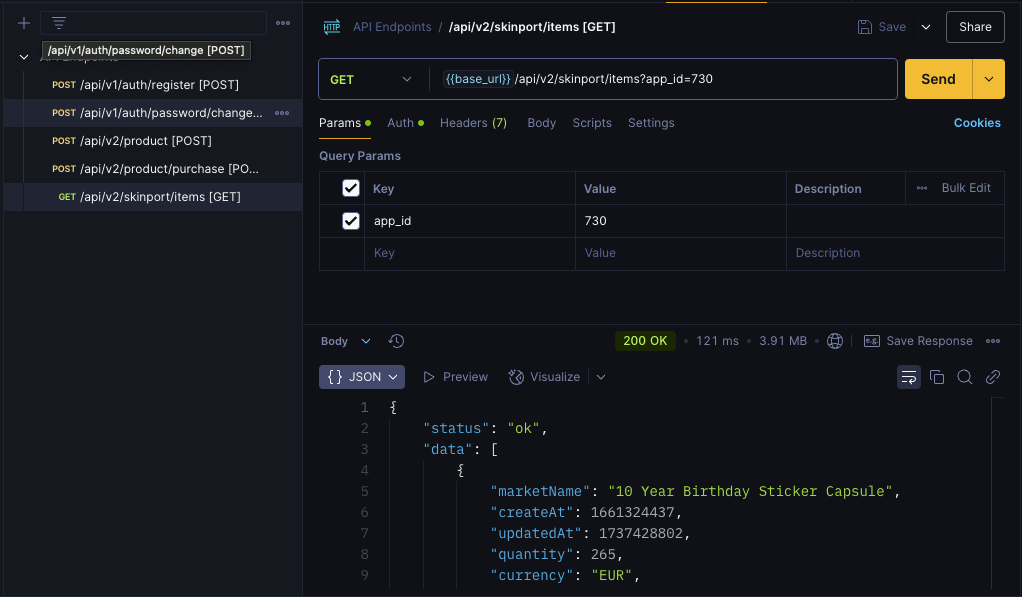 HTTP API Endpoints / /api/v2/skinport/items [GET] Save Share
/api/v1/auth/password/change [POST]
API Endpoints
POST /api/v1/auth/register [POST]
POST /api/v1/auth/password/change...
POST /api/v2/product [POST]
POST /api/v2/product/purchase [PO...
GET /api/v2/skinport/items [GET]
GET {{base_url}} /api/v2/skinport/items?app_id=730 Send
Params Auth Headers (7) Body Scripts Settings Cookies
Query Params
Key Value Description Bulk Edit
app_id 730
Key Value Description
Body 200 OK 121 ms 3.91 MB e.g. Save Response
{} JSON Preview Visualize
1 {
2 "status": "ok",
3 "data": [
4 {
5 "marketName": "10 Year Birthday Sticker Capsule",
6 "createAt": 1661324437,
7 "updatedAt": 1737428802,
8 "quantity": 265,
9 "currency": "EUR",